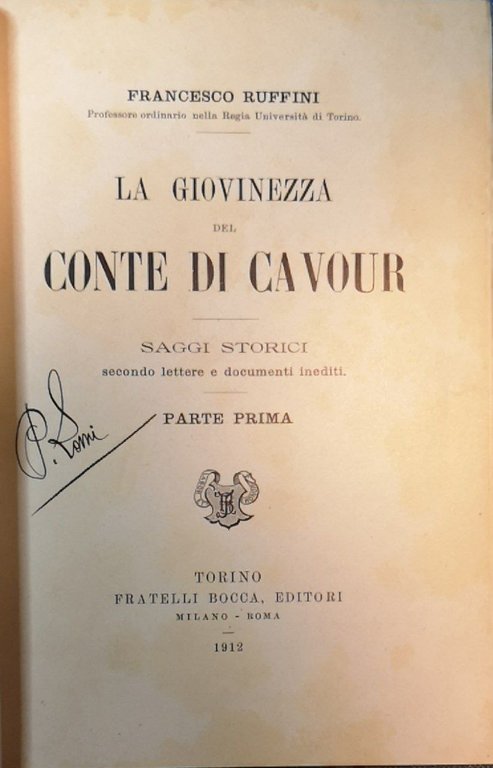 FRANCESCO RUFFINI
Professore ordinario nella Regia Università di Torino.
LA GIOVINEZZA
DEL
CONTE DI CAVOUR
SAGGI STORICI
secondo lettere e documenti inediti.
PARTE PRIMA
TORINO
FRATELLI BOCCA, EDITORI
MILANO - ROMA
1912